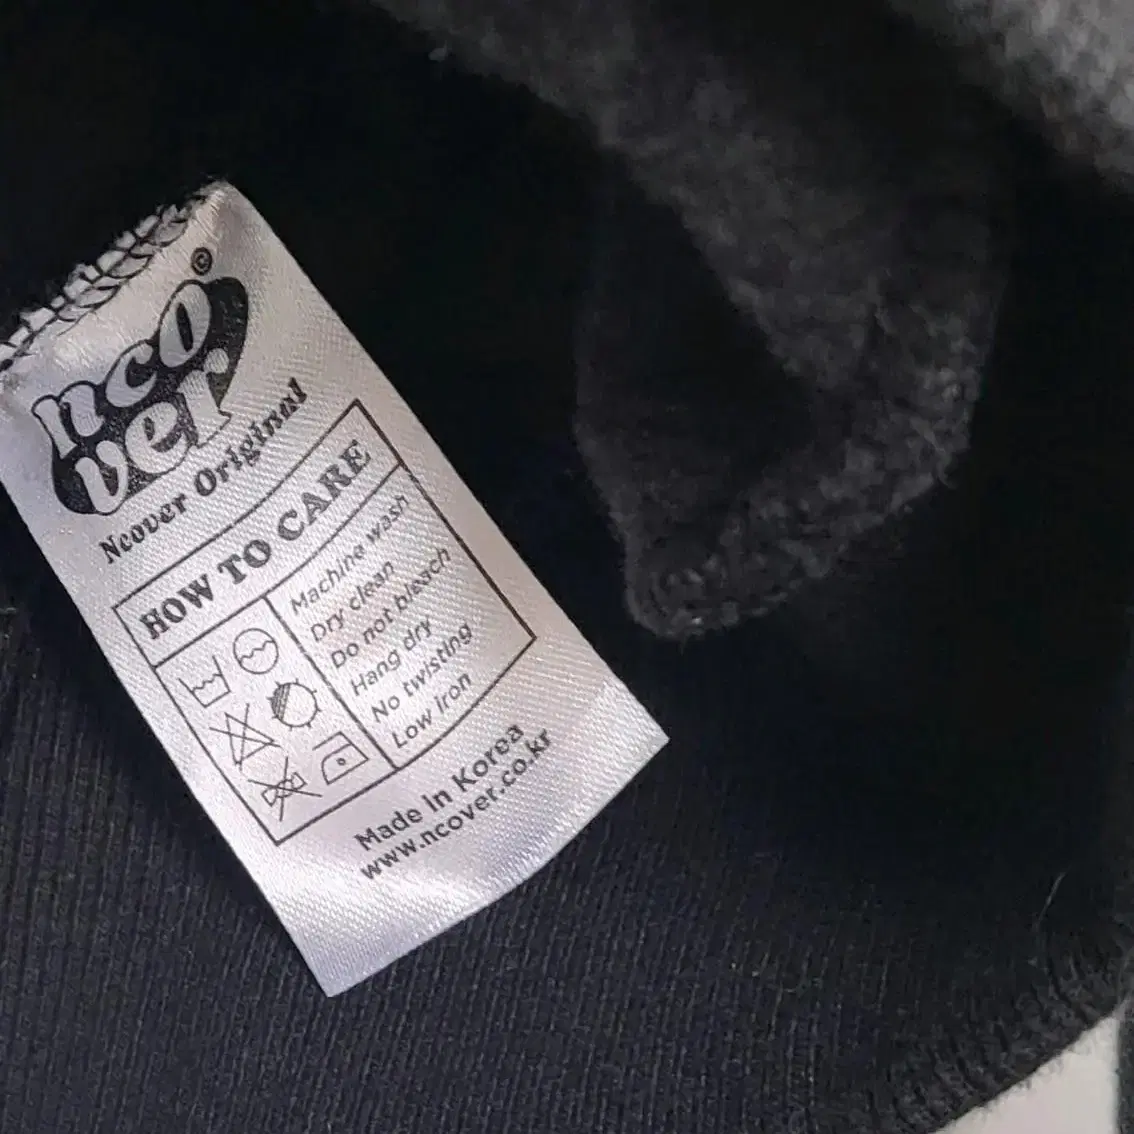 nco
ver©
Ncover Original
HOW TO CARE
Machine wash
Dry clean
Do not bleach
Hang dry
No twisting
Low iron
Made In Korea
www.ncover.co.kr